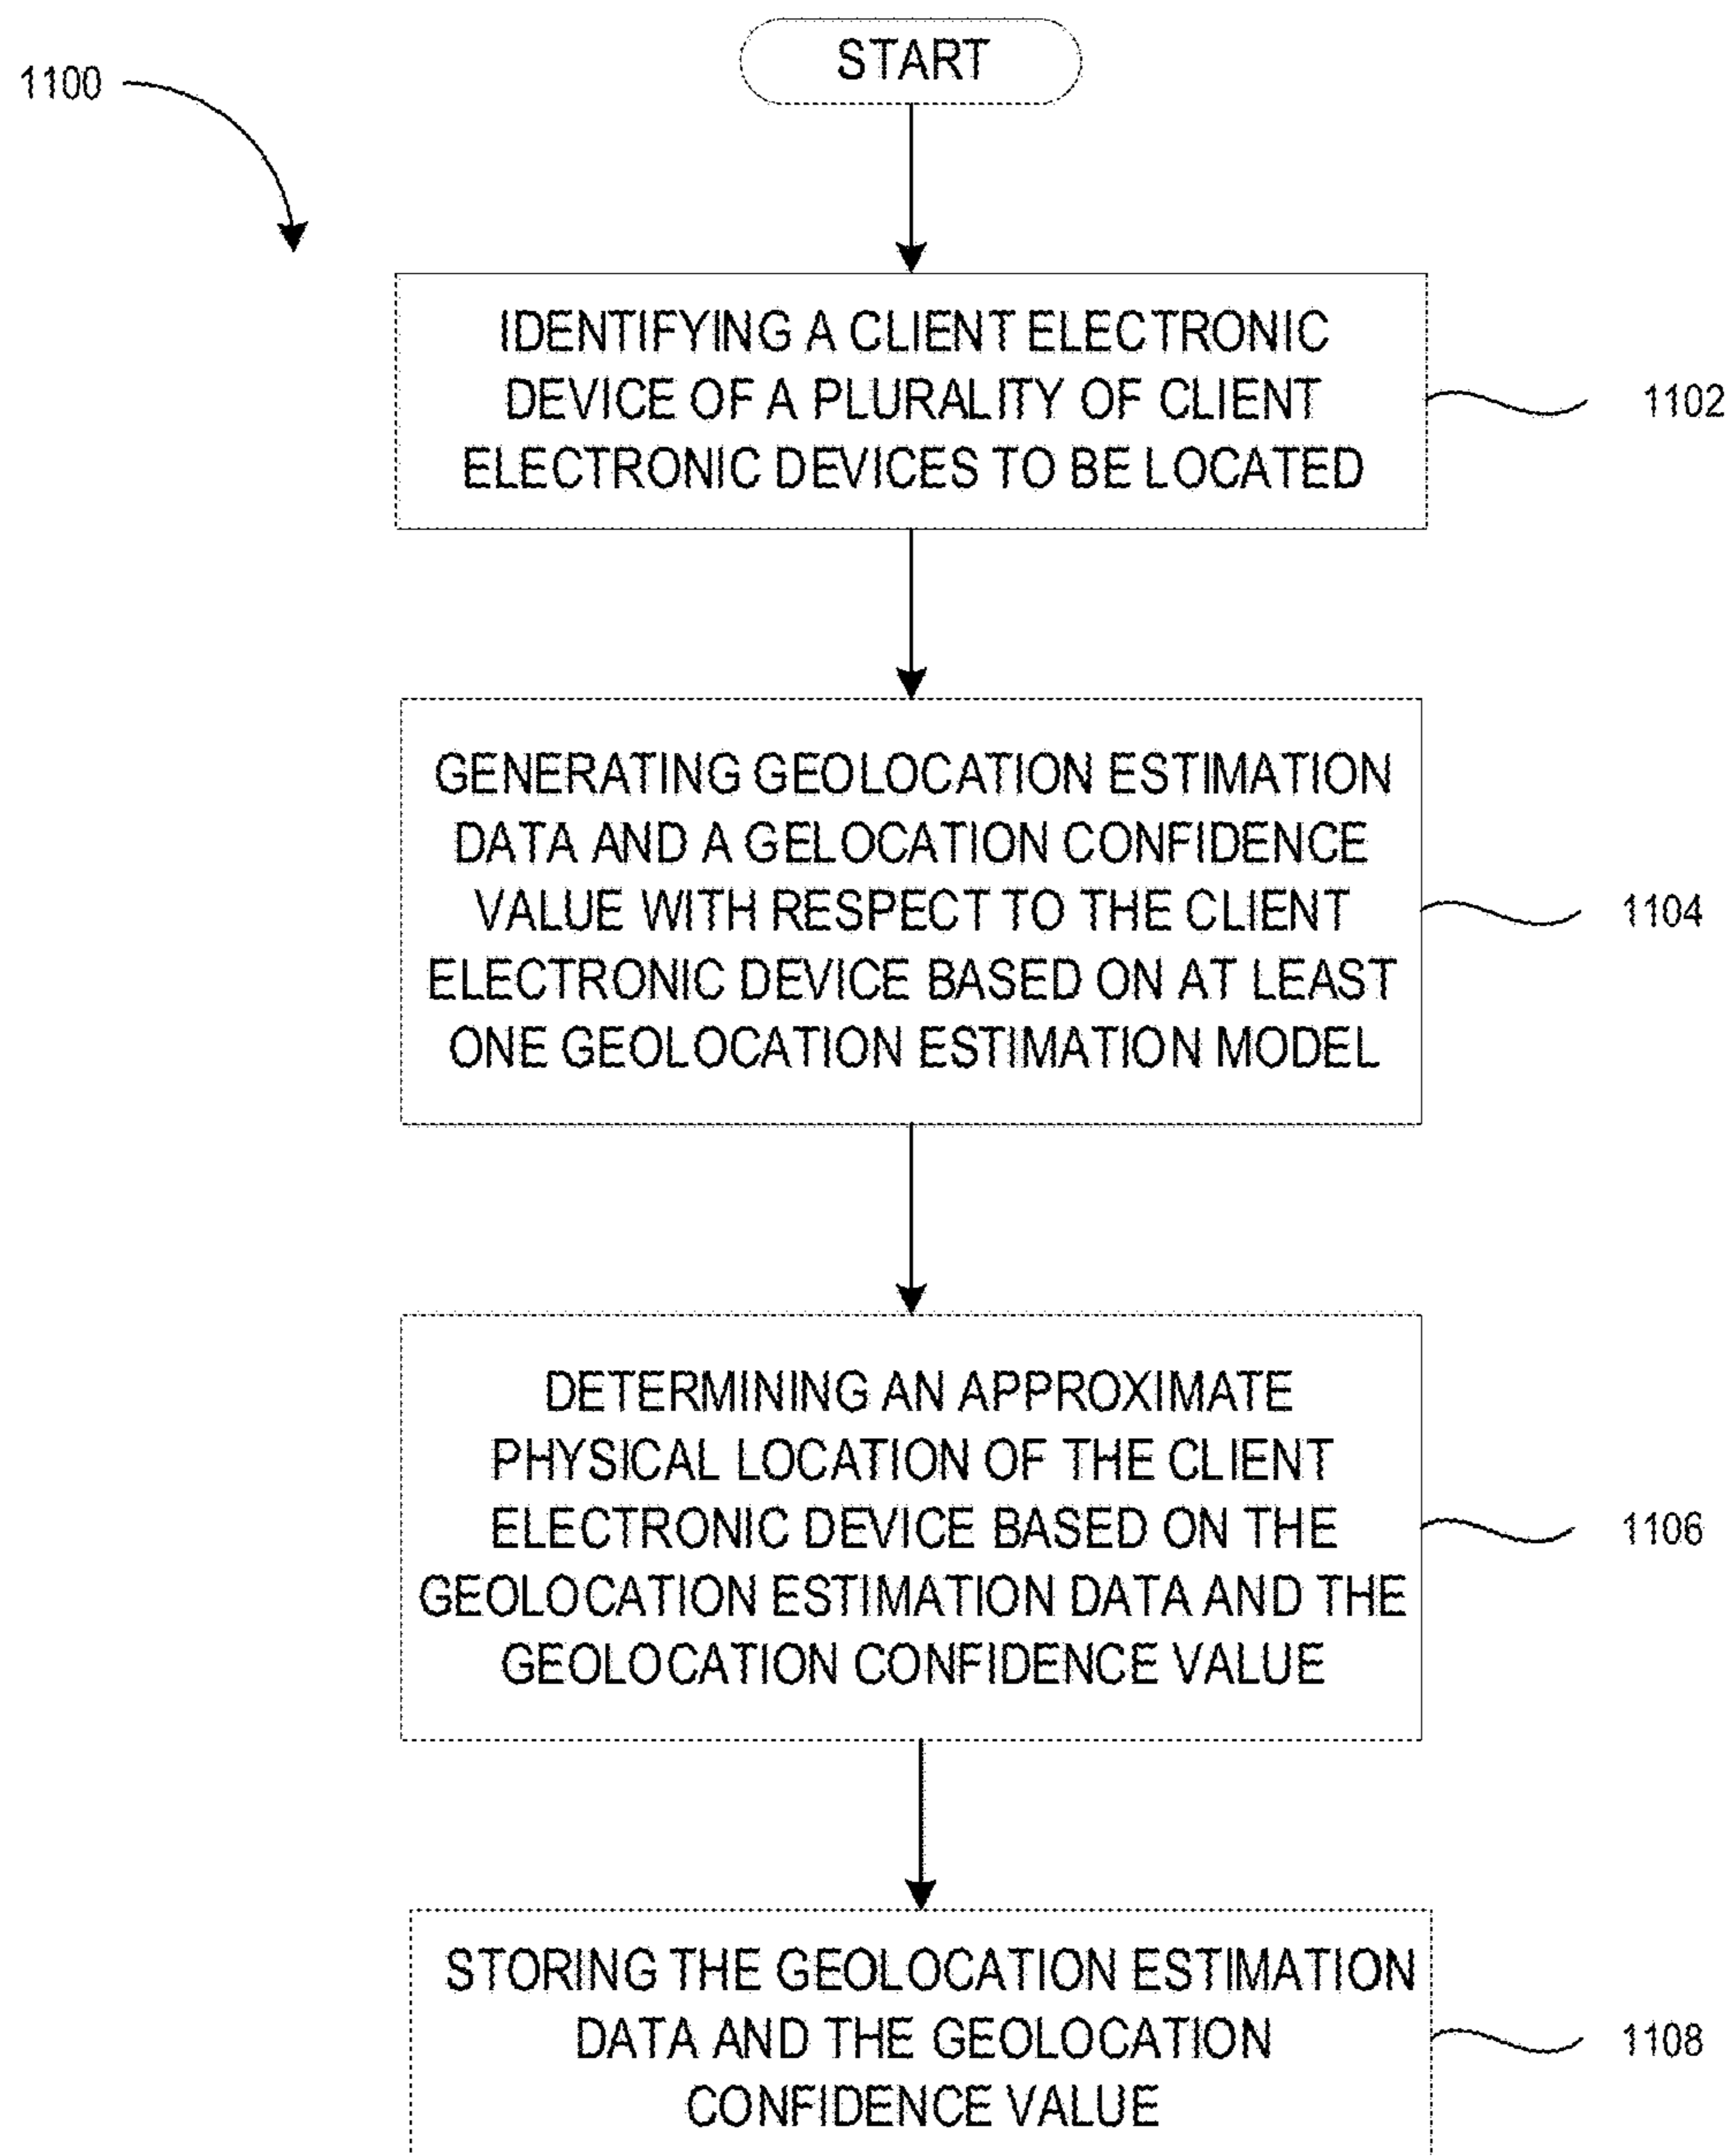 START
1100
IDENTIFYING A CLIENT ELECTRONIC
DEVICE OF A PLURALITY OF CLIENT
ELECTRONIC DEVICES TO BE LOCATED
1102
GENERATING GEOLOCATION ESTIMATION
DATA AND A GELOCATION CONFIDENCE
VALUE WITH RESPECT TO THE CLIENT
ELECTRONIC DEVICE BASED ON AT LEAST
ONE GEOLOCATION ESTIMATION MODEL
1104
DETERMINING AN APPROXIMATE
PHYSICAL LOCATION OF THE CLIENT
ELECTRONIC DEVICE BASED ON THE
GEOLOCATION ESTIMATION DATA AND THE
GEOLOCATION CONFIDENCE VALUE
1106
STORING THE GEOLOCATION ESTIMATION
DATA AND THE GEOLOCATION
CONFIDENCE VALUE
1108